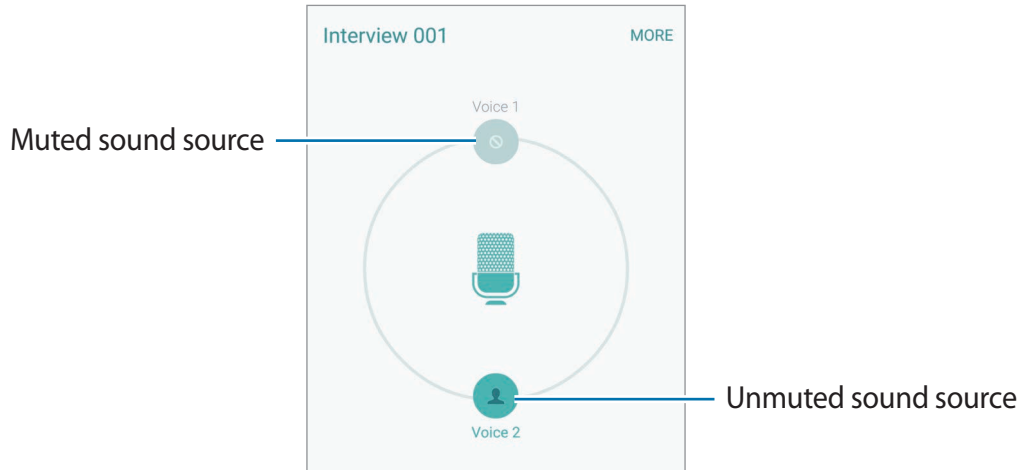 Interview 001
MORE
Voice 1
Muted sound source
Unmuted sound source
Voice 2